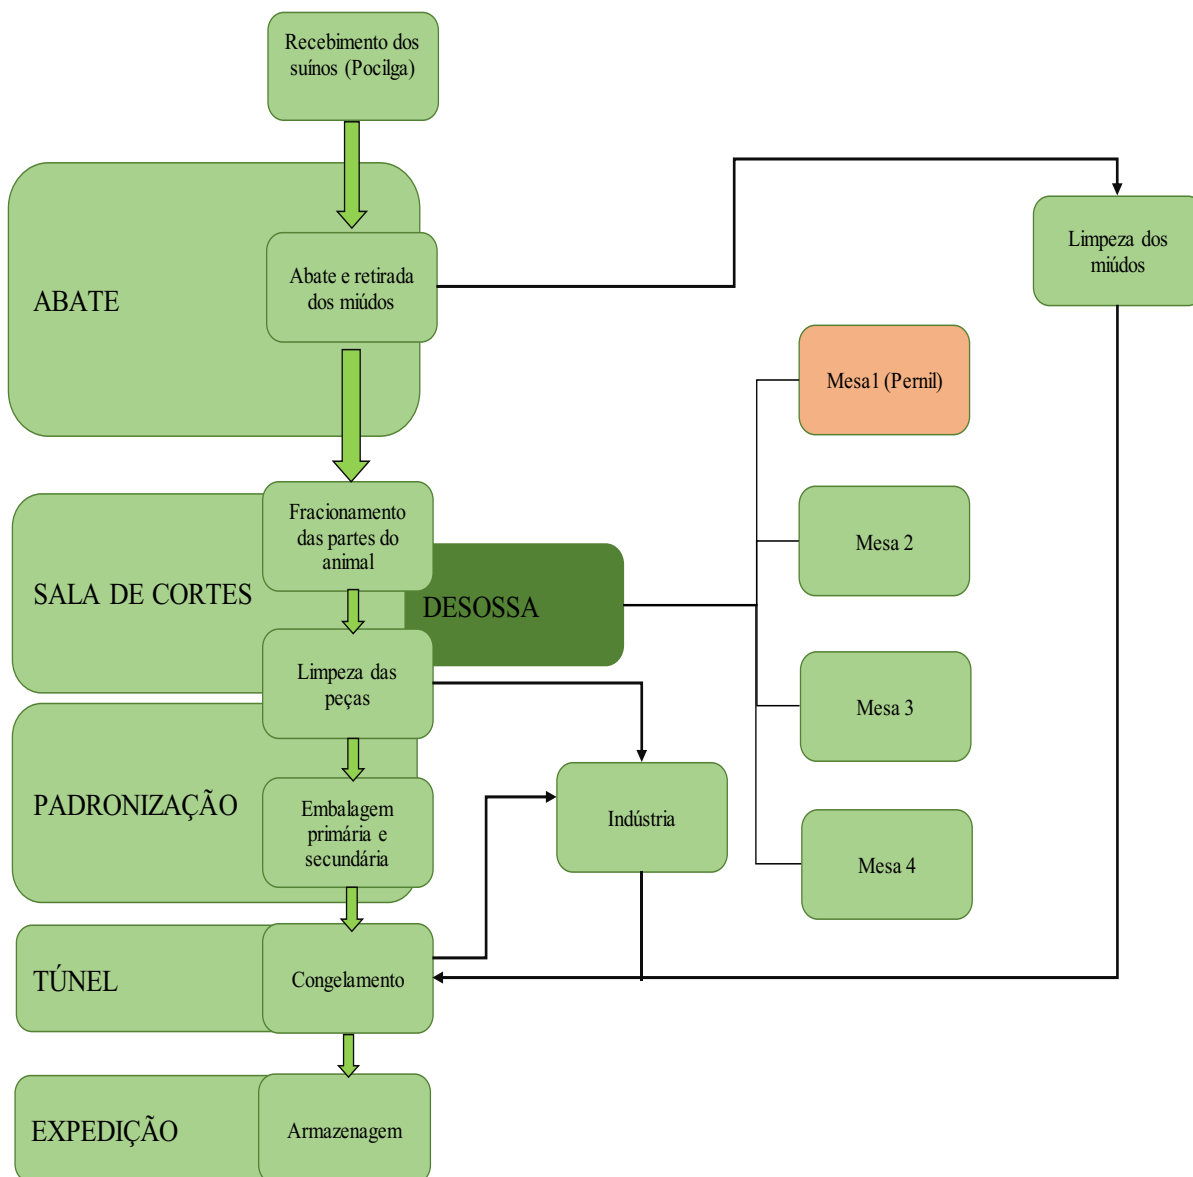 Recebimento dos
suínos (Pocilga)
ABATE
Abate e retirada
dos miúdos
Limpeza dos
miúdos
Mesa1 (Pernil)
Mesa 2
Mesa 3
Mesa 4
SALA DE CORTES
Fracionamento
das partes do
animal
DESOSSA
Limpeza das
peças
PADRONIZAÇÃO
Embalagem
primária e
secundária
Indústria
TÚNEL
Congelamento
EXPEDIÇÃO
Armazenagem